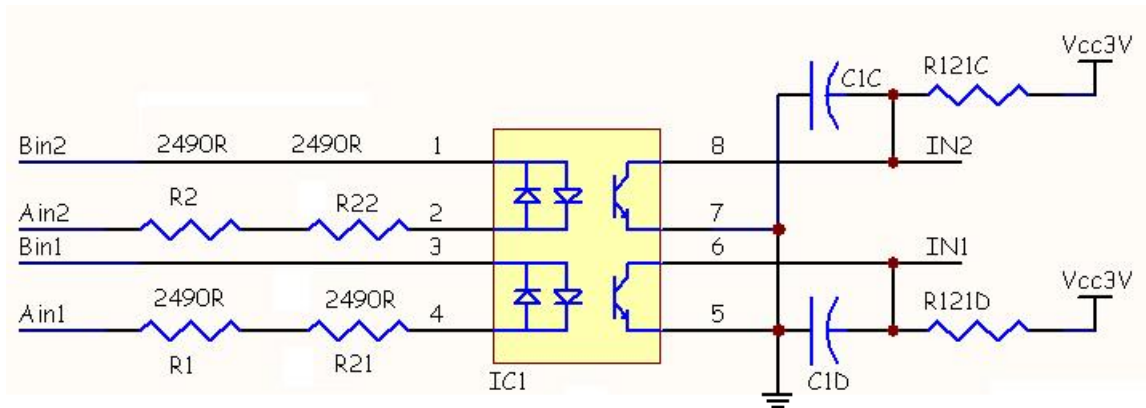 Vcc3V
C1C
R121C
Bin2 2490R 2490R 1 8 IN2
R2 R22
Ain2 2 7
Bin1 3 6 IN1
Vcc3V
2490R 2490R R121D
Ain1 4 5
R1 R21
IC1 C1D